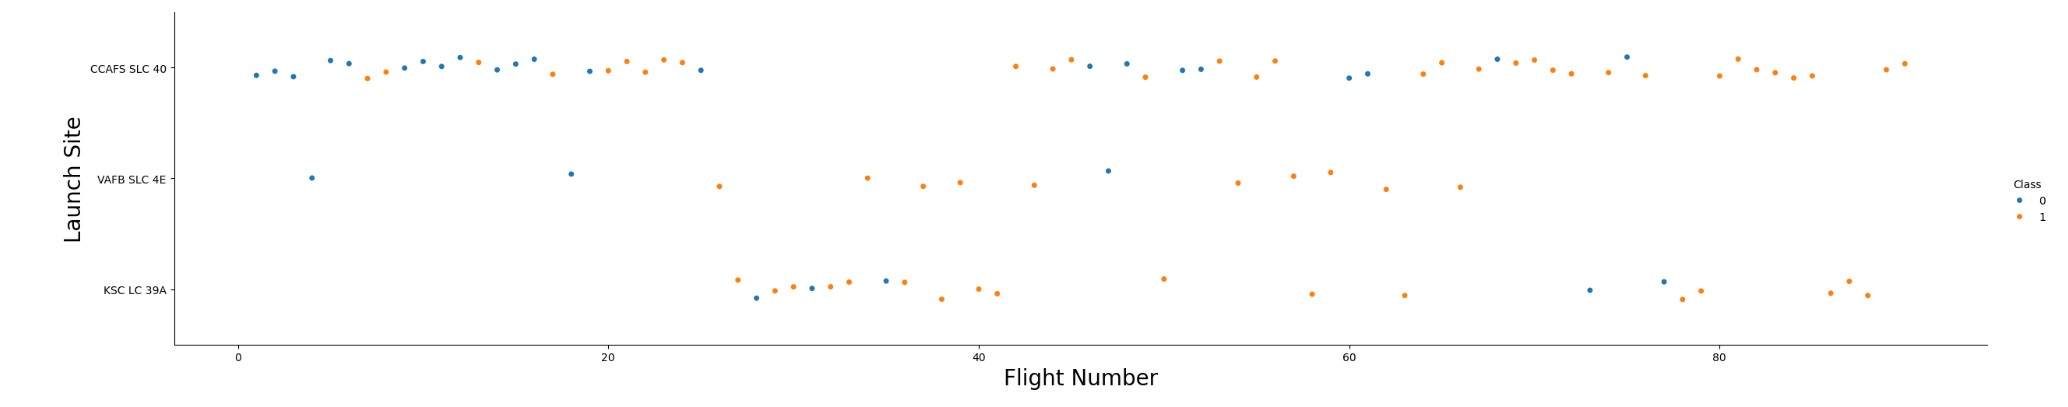 CCAFS SLC 40
VAFB SLC 4E
KSC LC 39A
Launch Site
0 20 40 60 80
Flight Number
Class
0
1